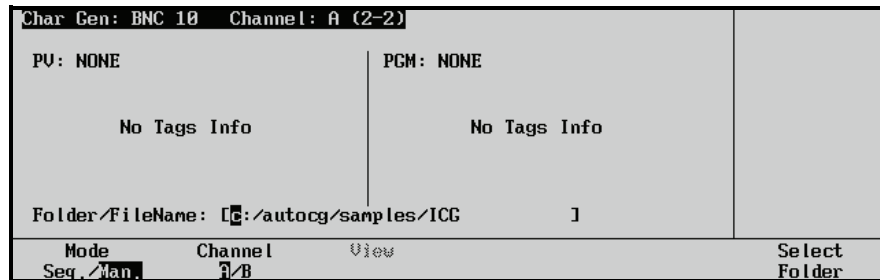 Char Gen: BNC 10 Channel: A (2-2)
PV: NONE PGM: NONE
No Tags Info No Tags Info
Folder/FileName: [c:/autocg/samples/ICG ]
Mode Channel View Select
Seq./Man. A/B Folder